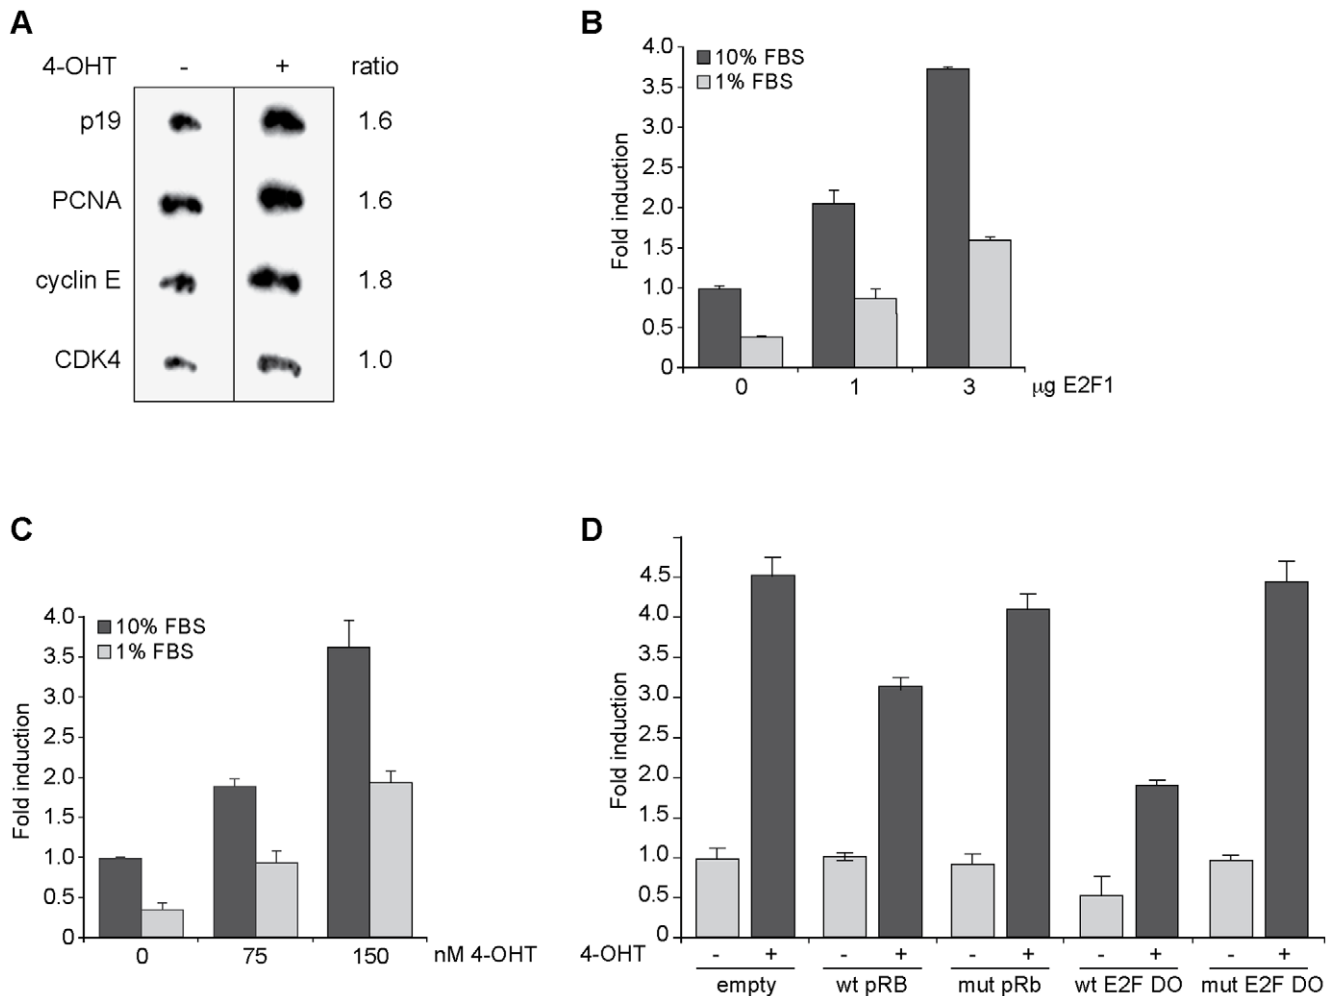 A
4-OHT - + ratio
p19 1.6
PCNA 1.6
cyclin E 1.8
CDK4 1.0
B
Fold induction
10% FBS
1% FBS
4.0
3.5
3.0
2.5
2.0
1.5
1.0
0.5
0
0 1 3 μg E2F1
C
Fold induction
10% FBS
1% FBS
4.0
3.5
3.0
2.5
2.0
1.5
1.0
0.5
0
0 75 150 nM 4-OHT
D
Fold induction
4.5
4.0
3.5
3.0
2.5
2.0
1.5
1.0
0.5
0
4-OHT - + - + - + - + - +
empty wt pRB mut pRb wt E2F DO mut E2F DO